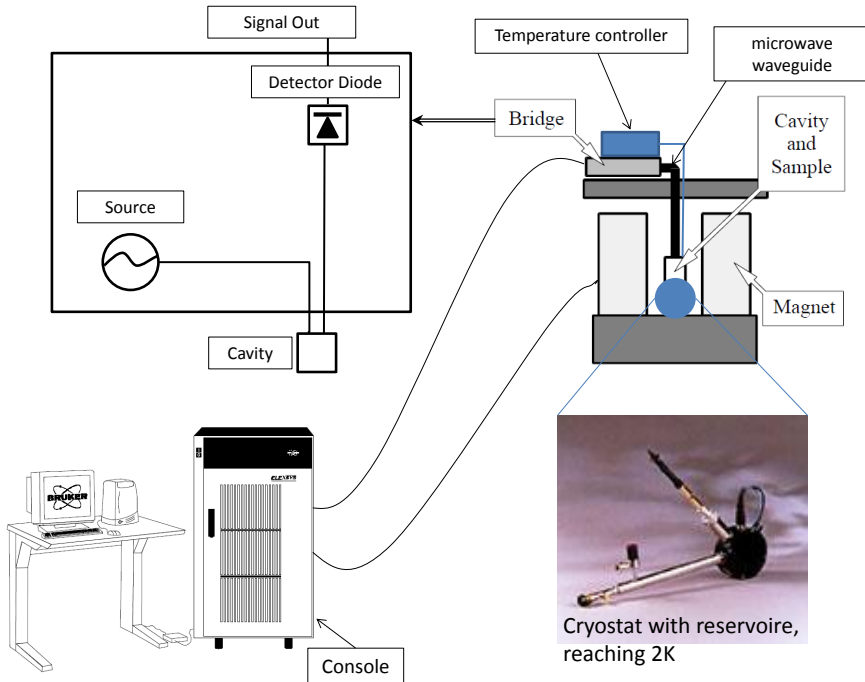 Signal Out
Detector Diode
Source
Cavity
Temperature controller
microwave
waveguide
Bridge
Cavity
and
Sample
Magnet
BRUKER
ELEXSYS
Console
Cryostat with reservoire,
reaching 2K